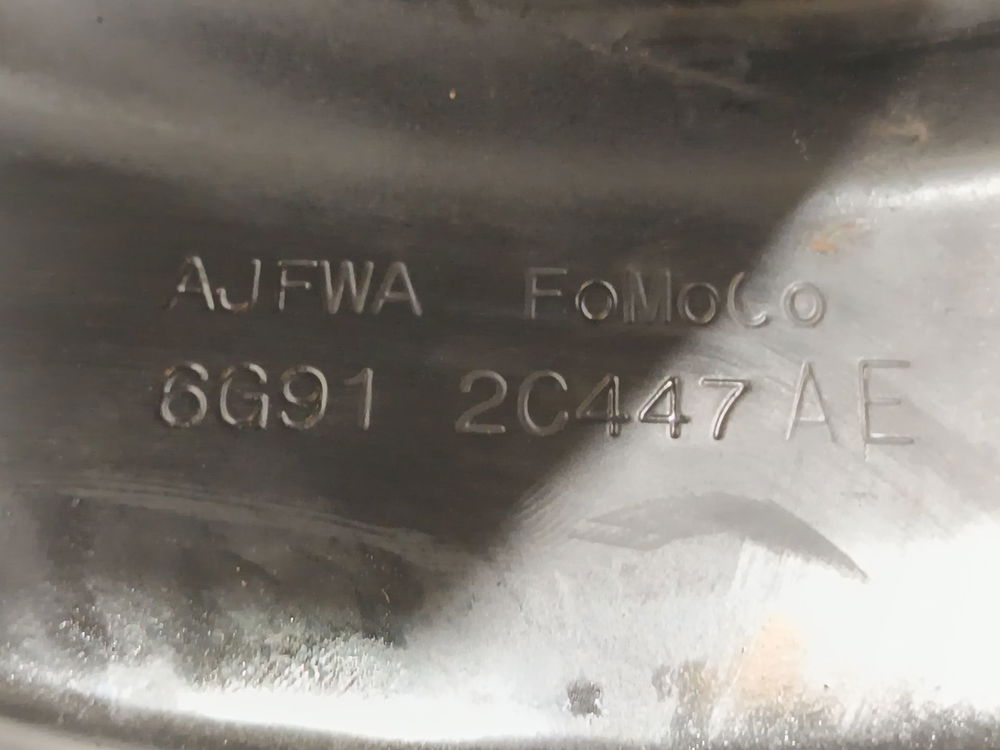 AJFWA FoMoCo
6G91 2C447 AE